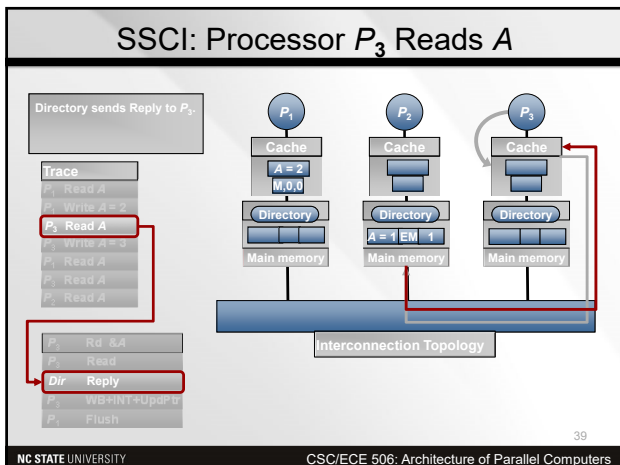 SSCI: Processor P3 Reads A
Directory sends Reply to P3.
Trace
P1 Read A
P1 Write A = 2
P3 Read A
P3 Write A = 3
P1 Read A
P3 Read A
P2 Read A
P3 Rd &A
P3 Read
Dir Reply
P3 WB+INT+UpdPtr
P1 Flush
P1
Cache
A = 2
M,0,0
Directory
Main memory
P2
Cache
Directory
A = 1 EM 1
Main memory
P3
Cache
Directory
Main memory
Interconnection Topology
39
NC STATE UNIVERSITY
CSC/ECE 506: Architecture of Parallel Computers